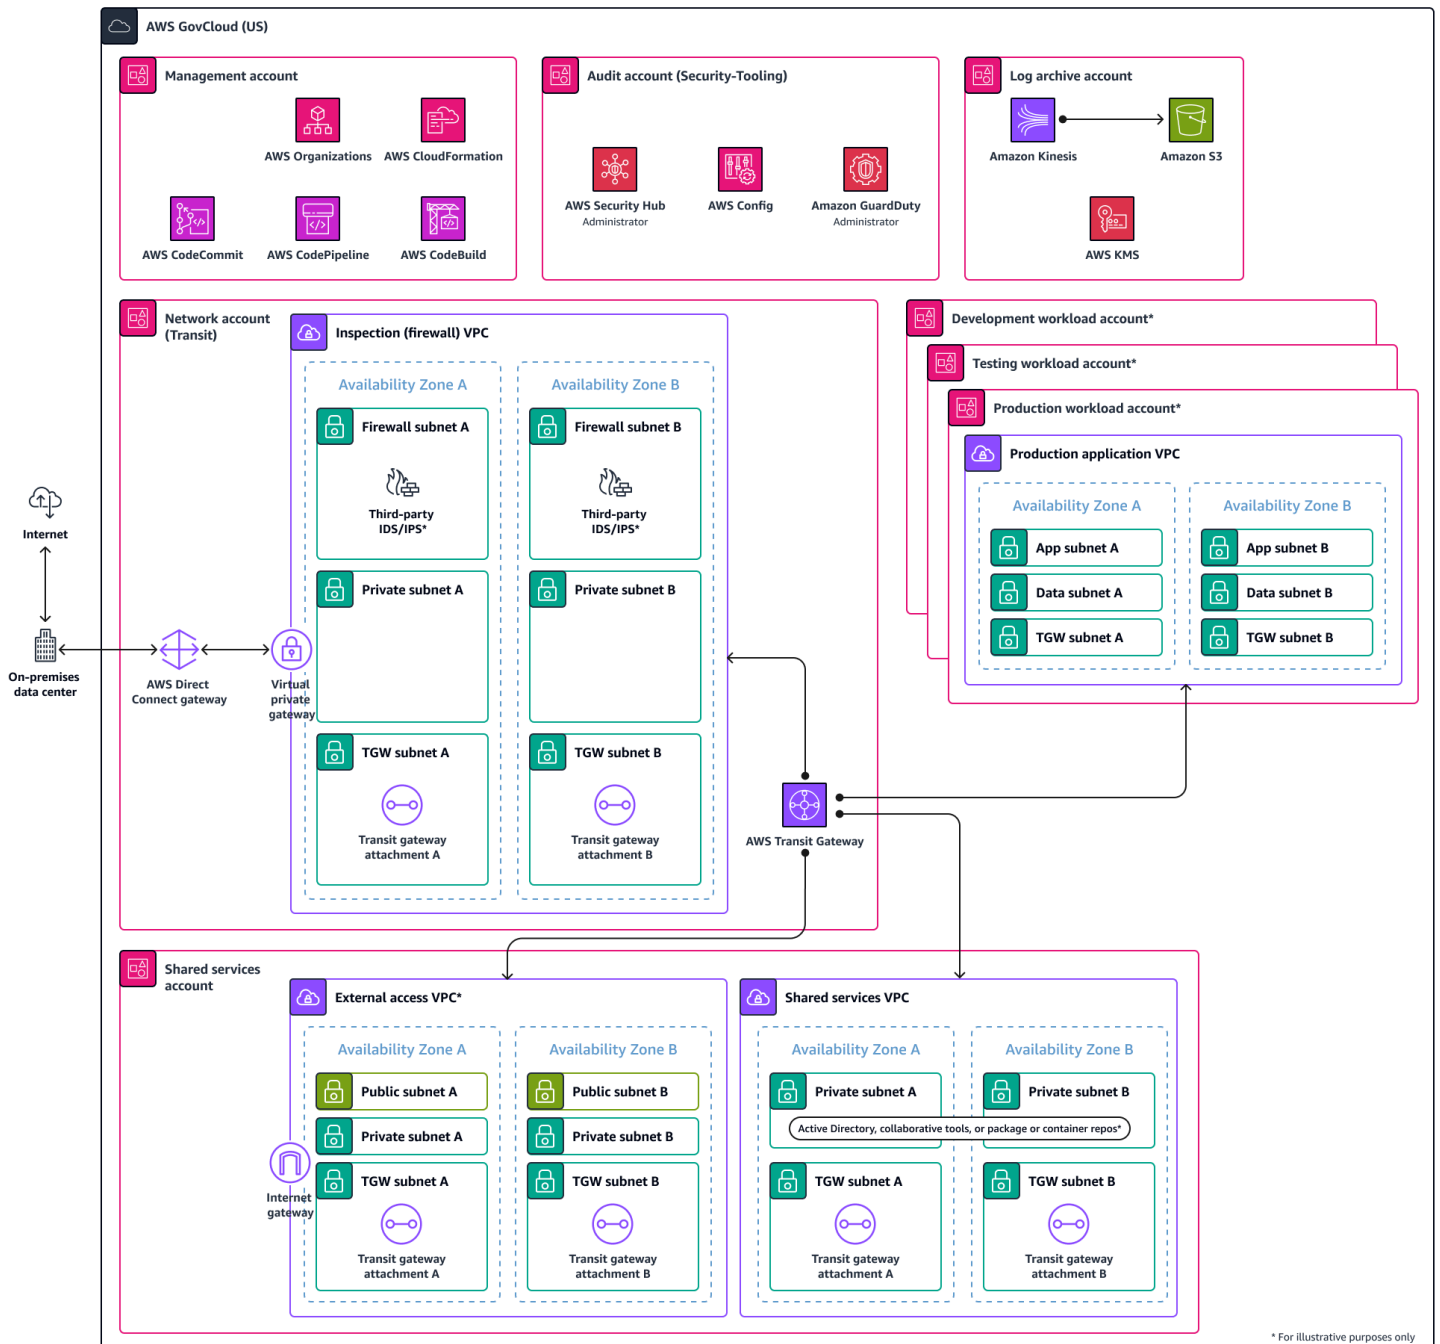 AWS GovCloud (US)
Management account
AWS Organizations
AWS CloudFormation
AWS CodeCommit
AWS CodePipeline
AWS CodeBuild
Audit account (Security-Tooling)
AWS Security Hub
Administrator
AWS Config
Amazon GuardDuty
Administrator
Log archive account
Amazon Kinesis
Amazon S3
AWS KMS
Network account
(Transit)
Inspection (firewall) VPC
Availability Zone A
Firewall subnet A
Third-party
IDS/IPS*
Private subnet A
TGW subnet A
Transit gateway
attachment A
Availability Zone B
Firewall subnet B
Third-party
IDS/IPS*
Private subnet B
TGW subnet B
Transit gateway
attachment B
Internet
On-premises
data center
AWS Direct
Connect gateway
Virtual
private
gateway
AWS Transit Gateway
Development workload account*
Testing workload account*
Production workload account*
Production application VPC
Availability Zone A
App subnet A
Data subnet A
TGW subnet A
Availability Zone B
App subnet B
Data subnet B
TGW subnet B
Shared services
account
External access VPC*
Availability Zone A
Public subnet A
Private subnet A
TGW subnet A
Transit gateway
attachment A
Availability Zone B
Public subnet B
Private subnet B
TGW subnet B
Transit gateway
attachment B
Internet
gateway
Shared services VPC
Availability Zone A
Private subnet A
Availability Zone B
Private subnet B
Active Directory, collaborative tools, or package or container repos*
TGW subnet A
Transit gateway
attachment A
TGW subnet B
Transit gateway
attachment B
* For illustrative purposes only